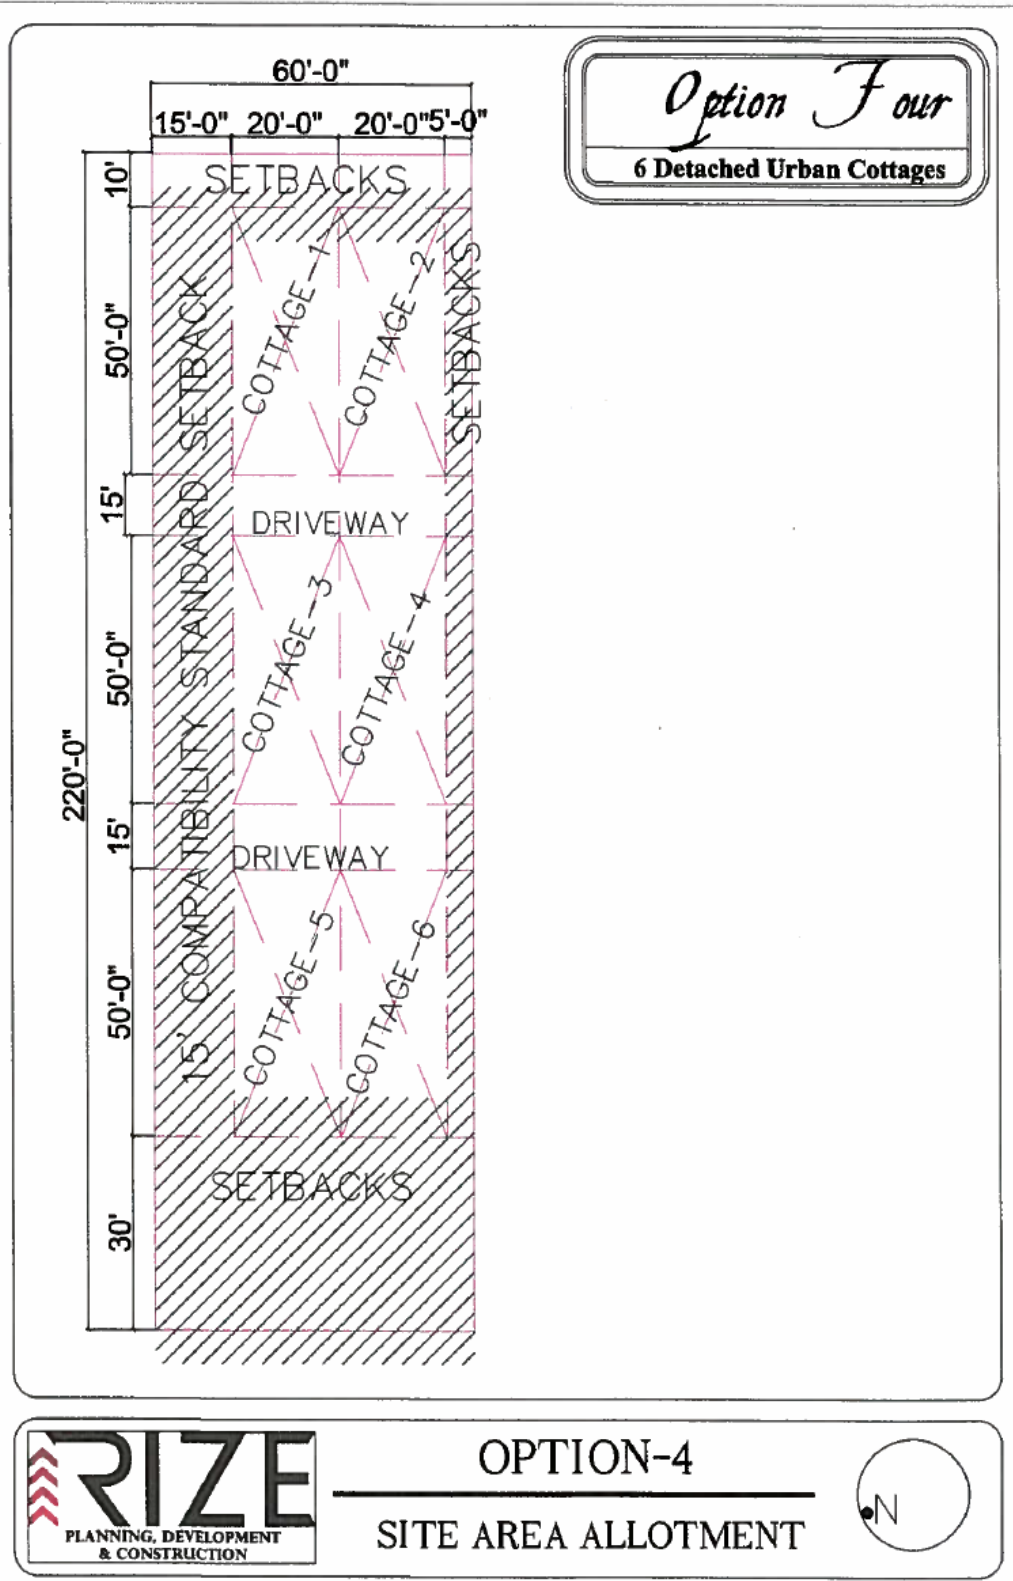 Option Four
6 Detached Urban Cottages
60'-0"
15'-0" 20'-0" 20'-0" 5'-0"
10'
SETBACKS
50'-0"
COTTAGE-1
COTTAGE-2
SETBACKS
15' COMPATIBILITY STANDARD SETBACK
15'
DRIVEWAY
50'-0"
COTTAGE-3
COTTAGE-4
220'-0"
15'
DRIVEWAY
50'-0"
COTTAGE-5
COTTAGE-6
SETBACKS
30'
RIZE
PLANNING, DEVELOPMENT
& CONSTRUCTION
OPTION-4
SITE AREA ALLOTMENT
N